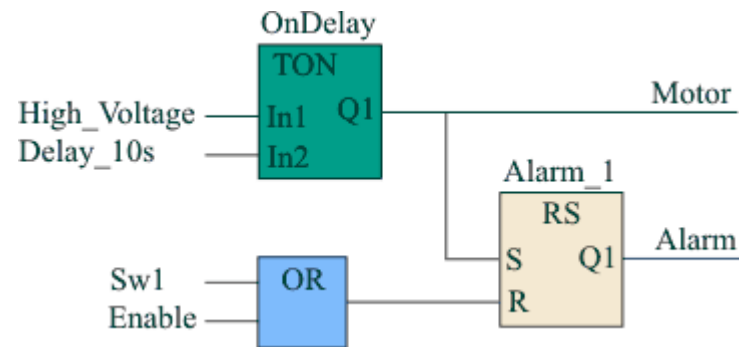 OnDelay
TON
High_Voltage In1 Q1 Motor
Delay_10s In2
Alarm_1
RS
S Q1 Alarm
Sw1 OR
R
Enable